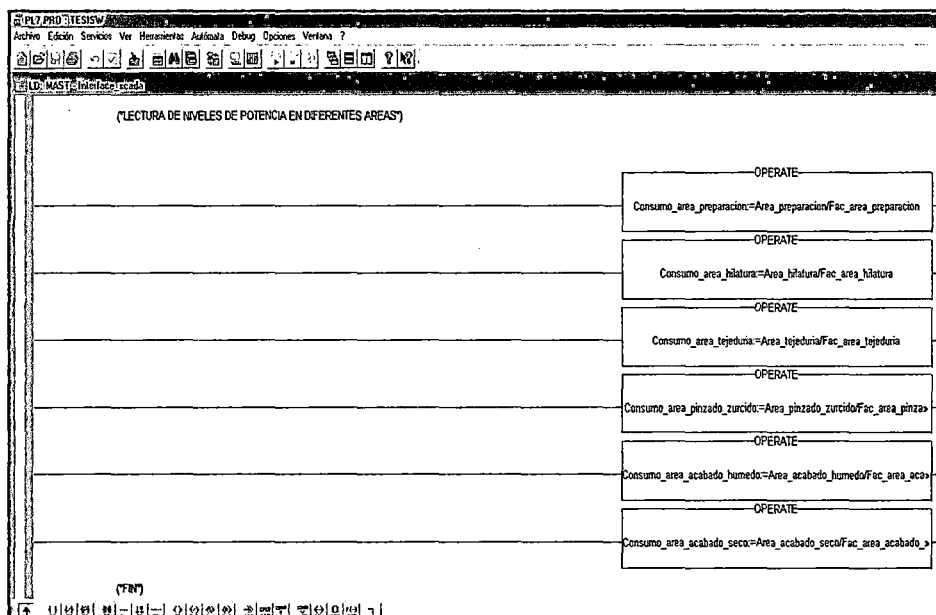 PL7 PRO : TESISW
Archivo Edición Servicios Ver Herramientas Autómata Debug Opciones Ventana ?
LD: MAST - Interface_scada
(*LECTURA DE NIVELES DE POTENCIA EN DIFERENTES AREAS*)
OPERATE
Consumo_area_preparacion:=Area_preparacion/Fac_area_preparacion
OPERATE
Consumo_area_hilatura:=Area_hilatura/Fac_area_hilatura
OPERATE
Consumo_area_tejeduria:=Area_tejeduria/Fac_area_tejeduria
OPERATE
Consumo_area_pinzado_zurcido:=Area_pinzado_zurcido/Fac_area_pinza»
OPERATE
Consumo_area_acabado_humedo:=Area_acabado_humedo/Fac_area_aca»
OPERATE
Consumo_area_acabado_seco:=Area_acabado_seco/Fac_area_acabado_»
(*FIN*)